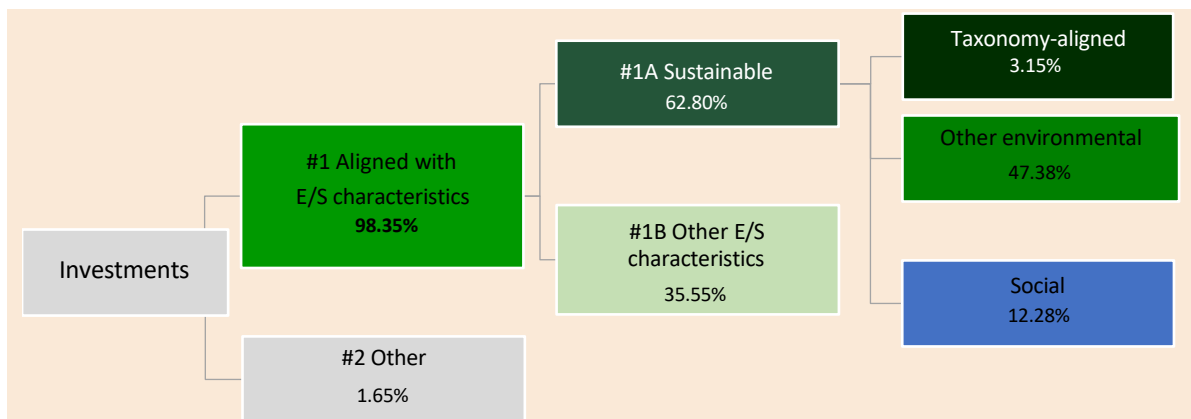 Investments
#1 Aligned with
E/S characteristics
98.35%
#2 Other
1.65%
#1A Sustainable
62.80%
#1B Other E/S
characteristics
35.55%
Taxonomy-aligned
3.15%
Other environmental
47.38%
Social
12.28%